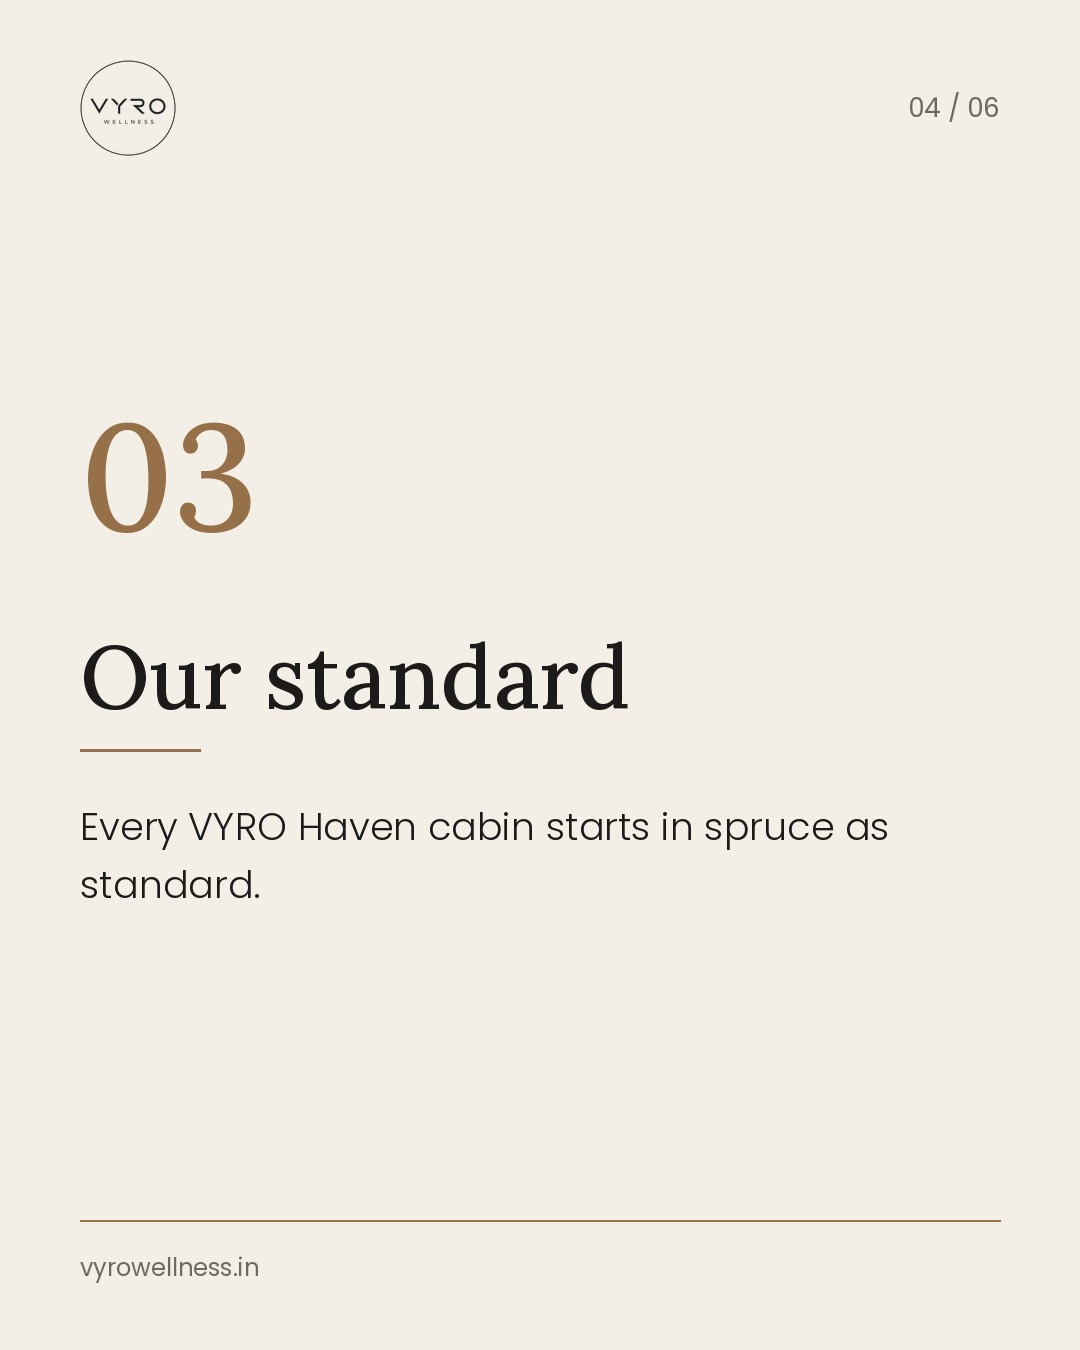 VYRO
WELLNESS
04 / 06
03
Our standard
Every VYRO Haven cabin starts in spruce as
standard.
vyrowellness.in